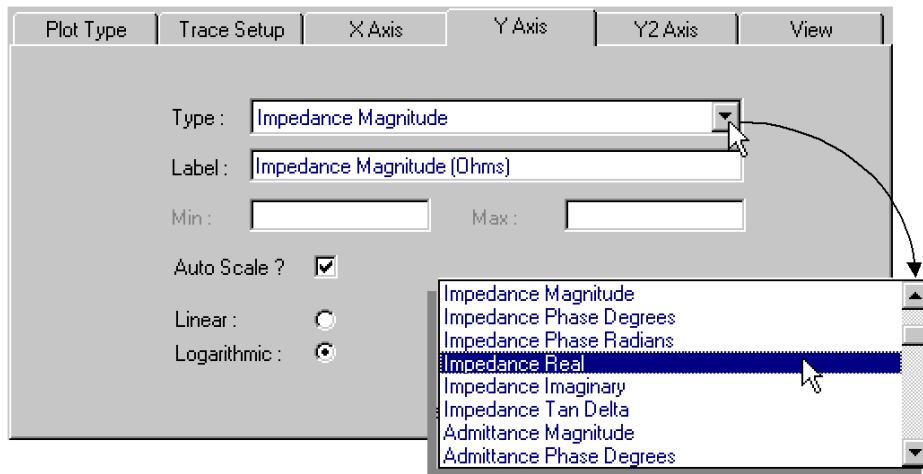 Plot Type Trace Setup X Axis Y Axis Y2 Axis View
Type : Impedance Magnitude
Label : Impedance Magnitude (Ohms)
Min : Max :
Auto Scale ?
Linear :
Logarithmic :
Impedance Magnitude
Impedance Phase Degrees
Impedance Phase Radians
Impedance Real
Impedance Imaginary
Impedance Tan Delta
Admittance Magnitude
Admittance Phase Degrees